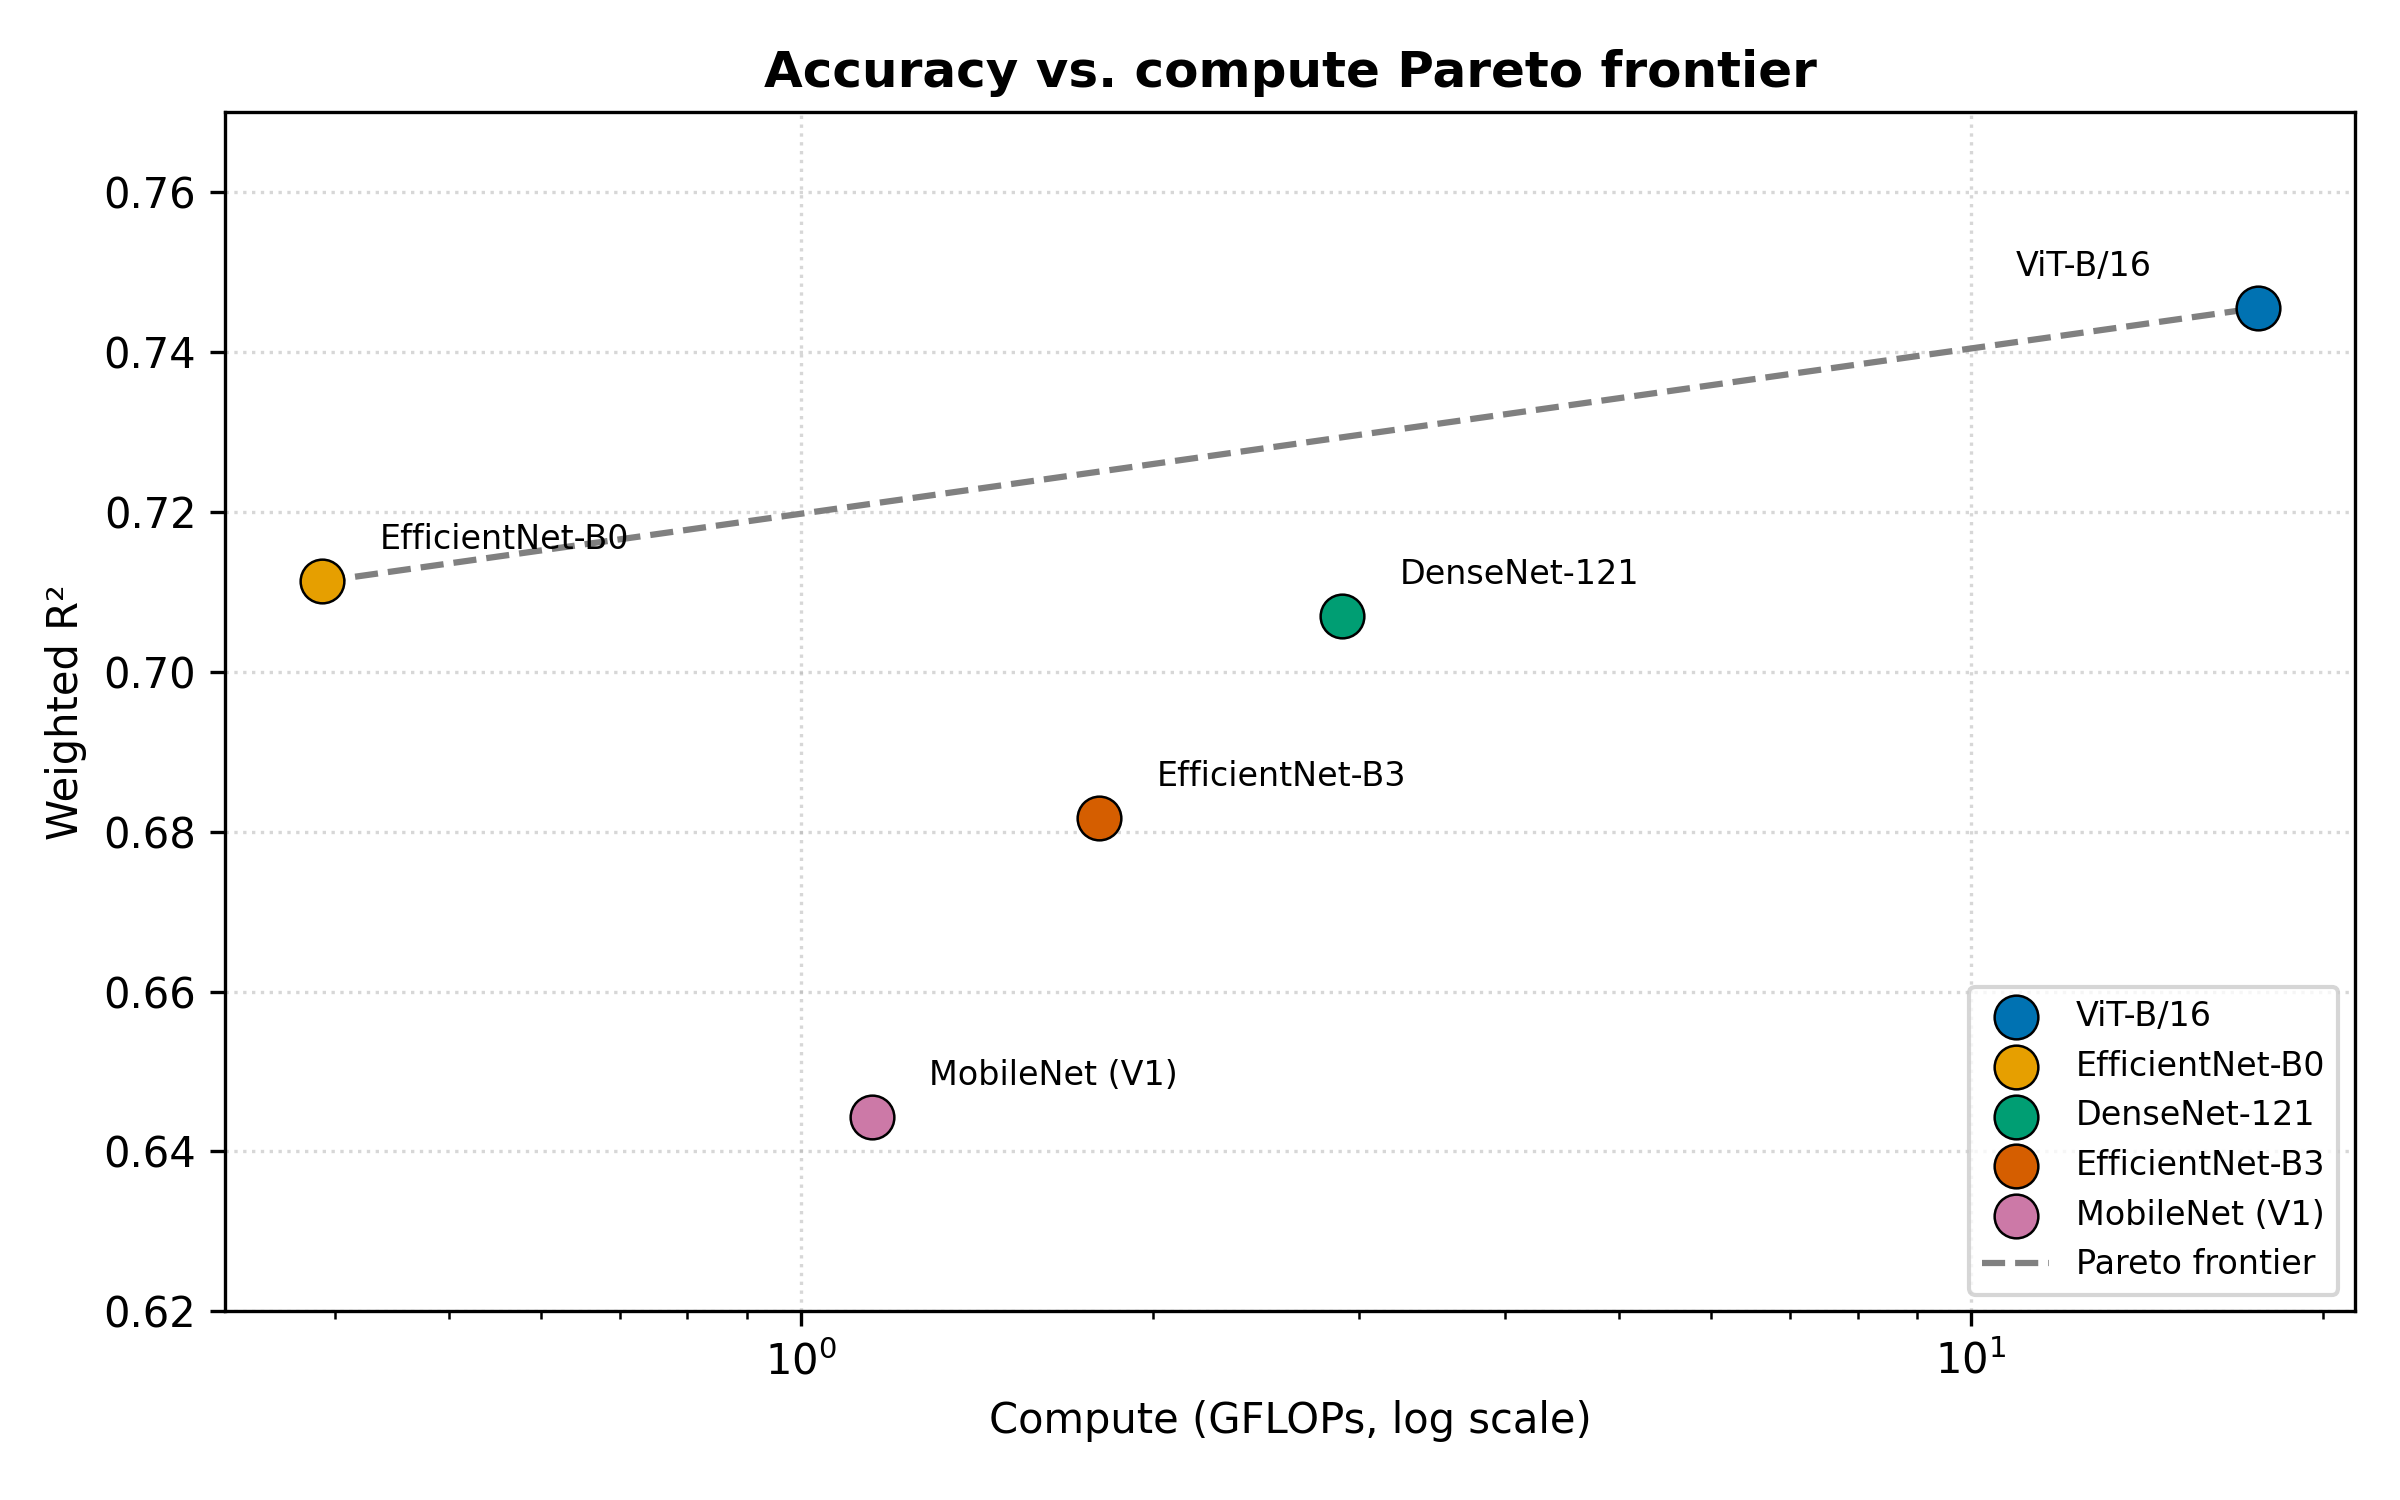 Accuracy vs. compute Pareto frontier
Weighted R²
0.76
0.74
0.72
0.70
0.68
0.66
0.64
0.62
ViT-B/16
EfficientNet-B0
DenseNet-121
EfficientNet-B3
MobileNet (V1)
ViT-B/16
EfficientNet-B0
DenseNet-121
EfficientNet-B3
MobileNet (V1)
Pareto frontier
10⁰
10¹
Compute (GFLOPs, log scale)